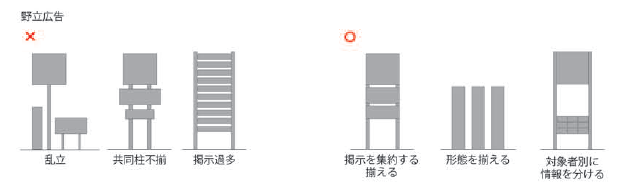 野立広告
乱立
共同柱不揃
掲示過多
掲示を集約する
揃える
形態を揃える
対象者別に
情報を分ける